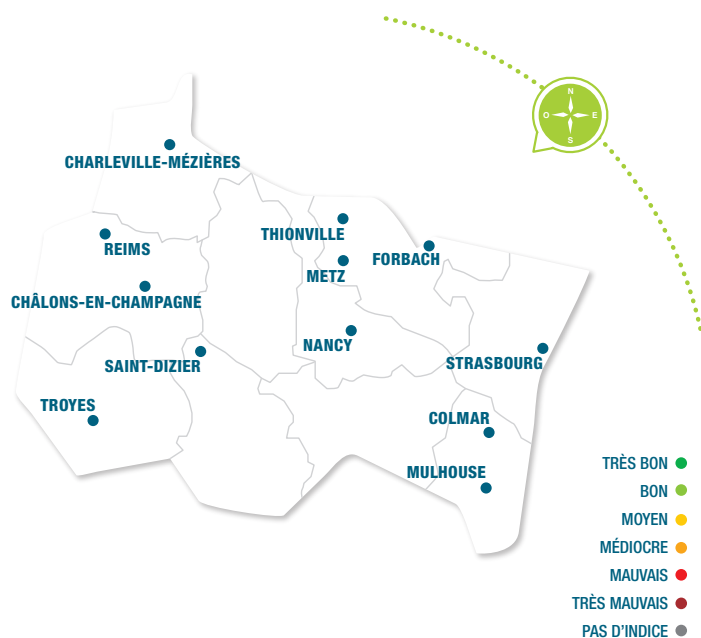 N
O E
S
CHARLEVILLE-MÉZIÈRES
THIONVILLE
REIMS
FORBACH
METZ
CHÂLONS-EN-CHAMPAGNE
NANCY
SAINT-DIZIER
STRASBOURG
TROYES
COLMAR
MULHOUSE
TRÈS BON
BON
MOYEN
MÉDIOCRE
MAUVAIS
TRÈS MAUVAIS
PAS D'INDICE